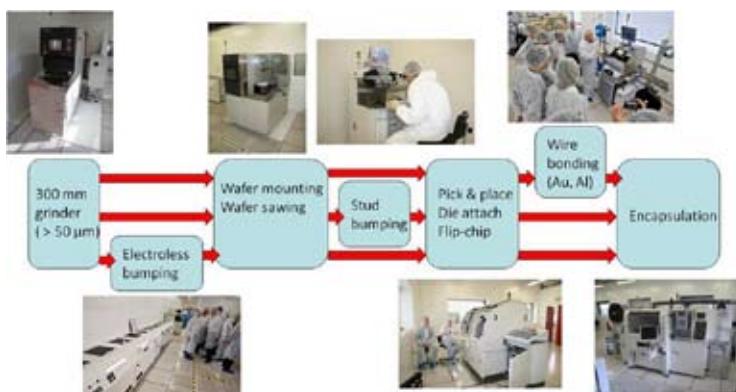 300 mm
grinder
( > 50 µm)
Electroless
bumping
Wafer mounting
Wafer sawing
Stud
bumping
Pick & place
Die attach
Flip-chip
Wire
bonding
(Au, Al)
Encapsulation